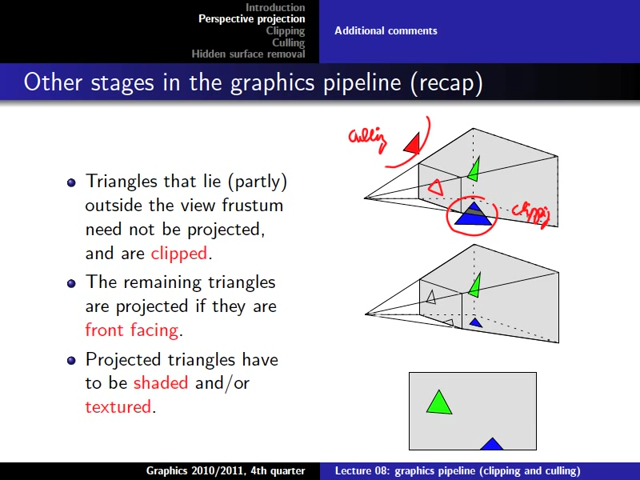 Introduction
Perspective projection
Clipping
Culling
Hidden surface removal
Additional comments
Other stages in the graphics pipeline (recap)
Triangles that lie (partly)
outside the view frustum
need not be projected,
and are clipped.
The remaining triangles
are projected if they are
front facing.
Projected triangles have
to be shaded and/or
textured.
culling
clipping
Graphics 2010/2011, 4th quarter
Lecture 08: graphics pipeline (clipping and culling)